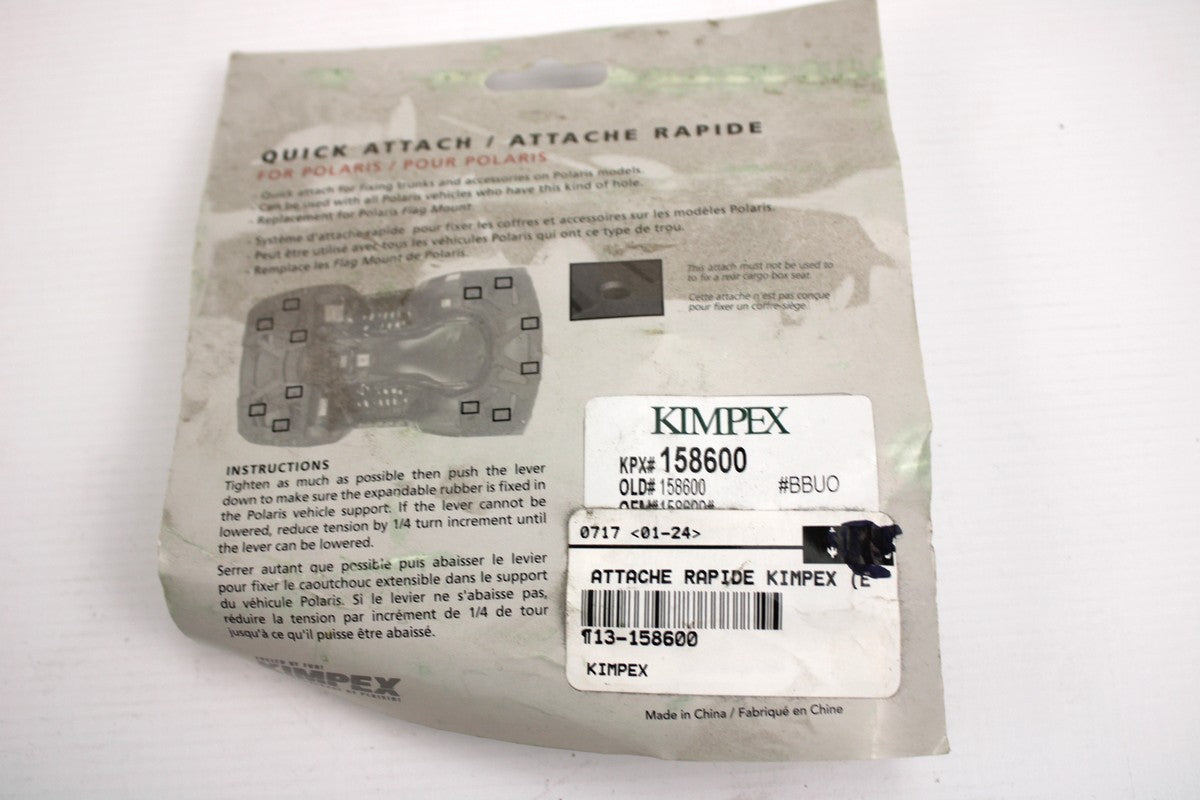 QUICK ATTACH / ATTACHE RAPIDE
FOR POLARIS / POUR POLARIS
- Quick attach for fixing trunks and accessories on Polaris models.
- Can be used with all Polaris vehicles who have this kind of hole.
- Replacement for Polaris Flag Mount
- Système d'attache rapide pour fixer les coffres et accessoires sur les modèles Polaris.
- Peut être utilisé avec tous les véhicules Polaris qui ont ce type de trou.
- Remplace les Flag Mount de Polaris.
This attach must not be used to
to fix a rear cargo box seat.
Cette attache n'est pas conçue
pour fixer un coffre-siège.
INSTRUCTIONS
Tighten as much as possible then push the lever
down to make sure the expandable rubber is fixed in
the Polaris vehicle support. If the lever cannot be
lowered, reduce tension by 1/4 turn increment until
the lever can be lowered.
Serrer autant que possible puis abaisser le levier
pour fixer le caoutchouc extensible dans le support
du véhicule Polaris. Si le levier ne s'abaisse pas,
réduire la tension par incrément de 1/4 de tour
jusqu'à ce qu'il puisse être abaissé.
KIMPEX
KIMPEX
KPX# 158600
OLD# 158600 #BBUO
0717 <01-24>
ATTACHE RAPIDE KIMPEX (E
¶13-158600
KIMPEX
Made in China / Fabriqué en Chine